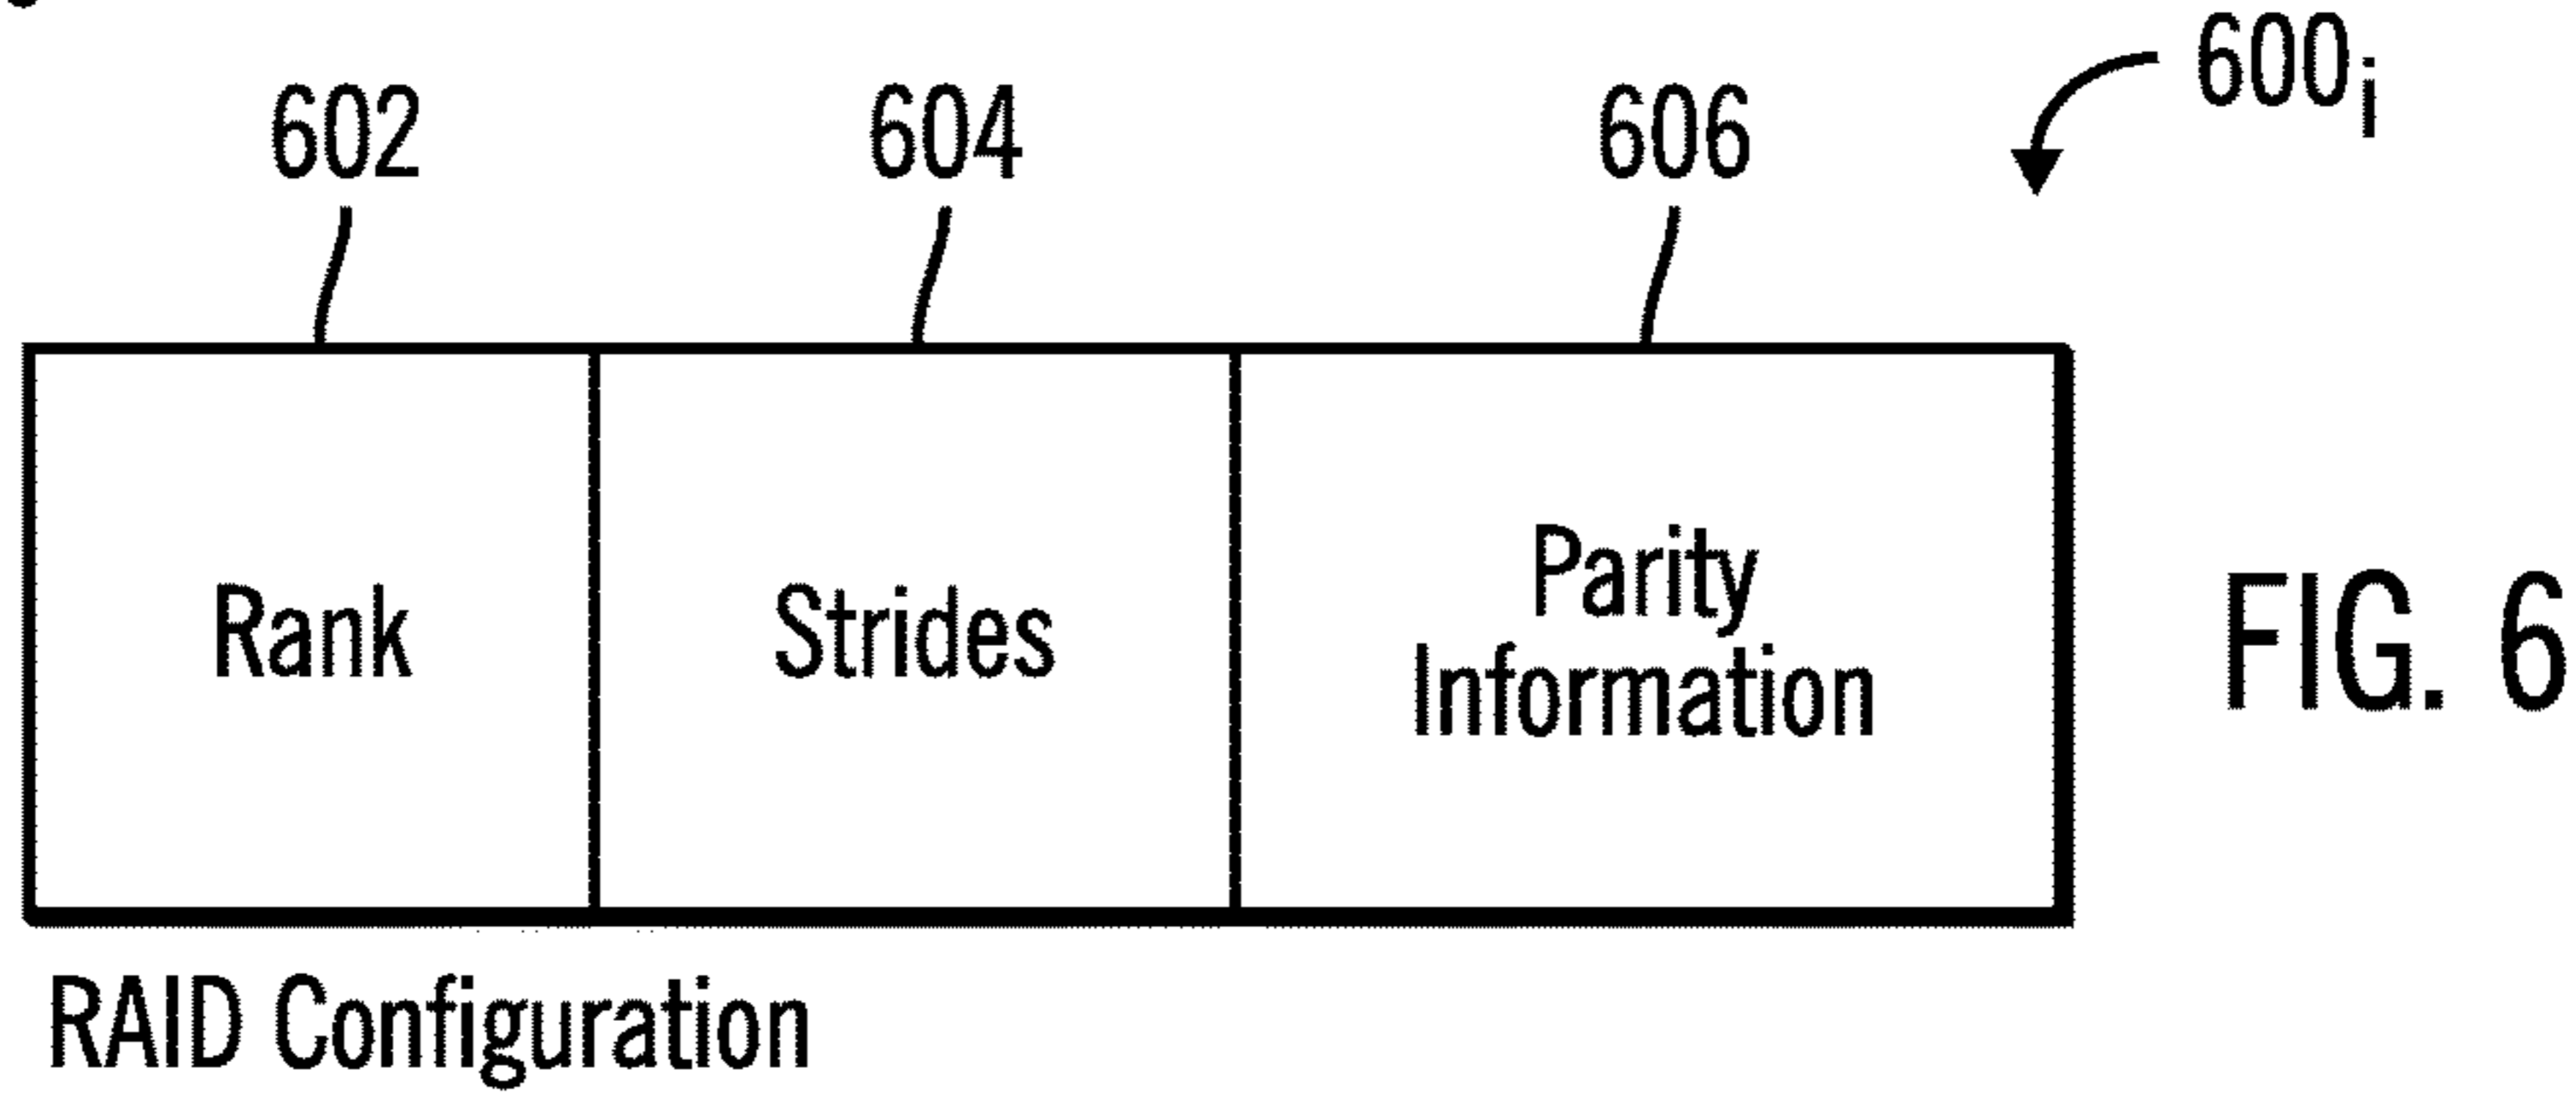 602 604 606 600i
Rank
Strides
Parity
Information
FIG. 6
RAID Configuration